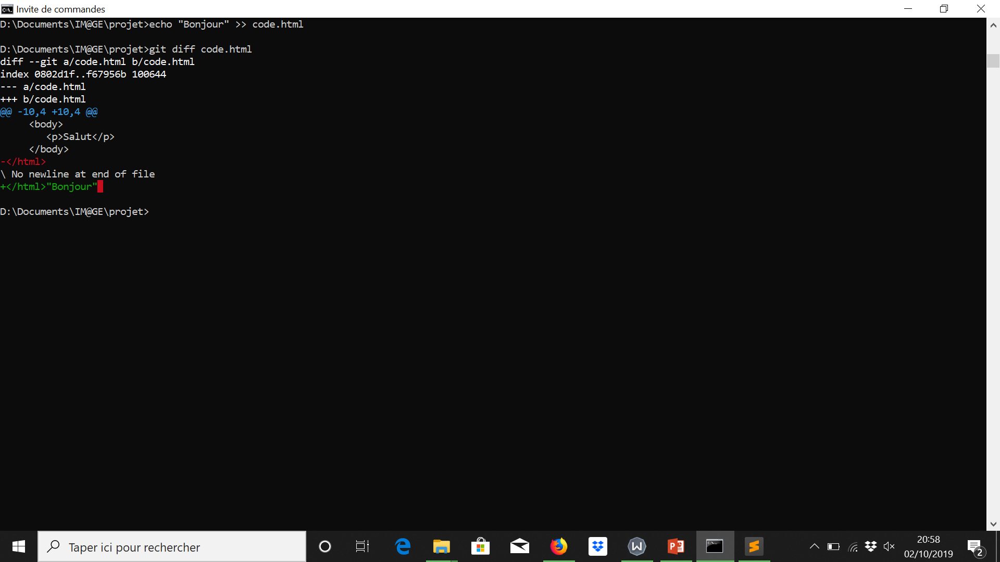 Invite de commandes
D:\Documents\IM@GE\projet>echo "Bonjour" >> code.html
D:\Documents\IM@GE\projet>git diff code.html
diff --git a/code.html b/code.html
index 0802d1f..f67956b 100644
--- a/code.html
+++ b/code.html
@@ -10,4 +10,4 @@
     <body>
        <p>Salut</p>
     </body>
-</html>
\ No newline at end of file
+</html>"Bonjour"
D:\Documents\IM@GE\projet>
Taper ici pour rechercher
20:58
02/10/2019
2